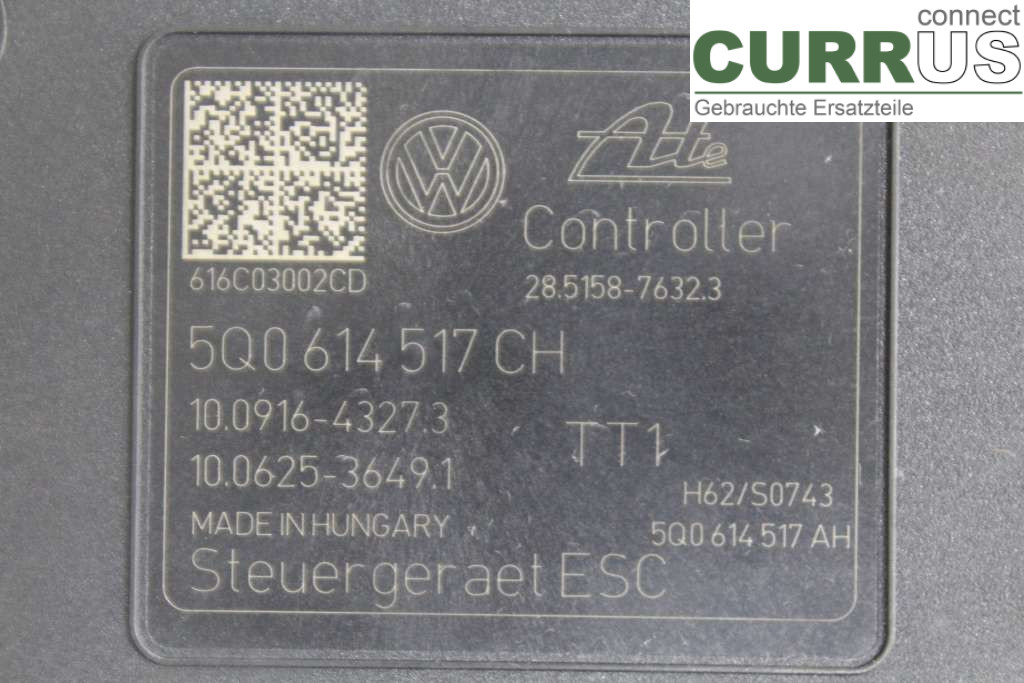 connect
CURRUS
Gebrauchte Ersatzteile
Ate
Controller
616C03002CD
28.5158-7632.3
5Q0 614 517 CH
10.0916-4327.3
TT1
10.0625-3649.1
H62/S0743
MADE IN HUNGARY
5Q0 614 517 AH
Steuergeraet ESC